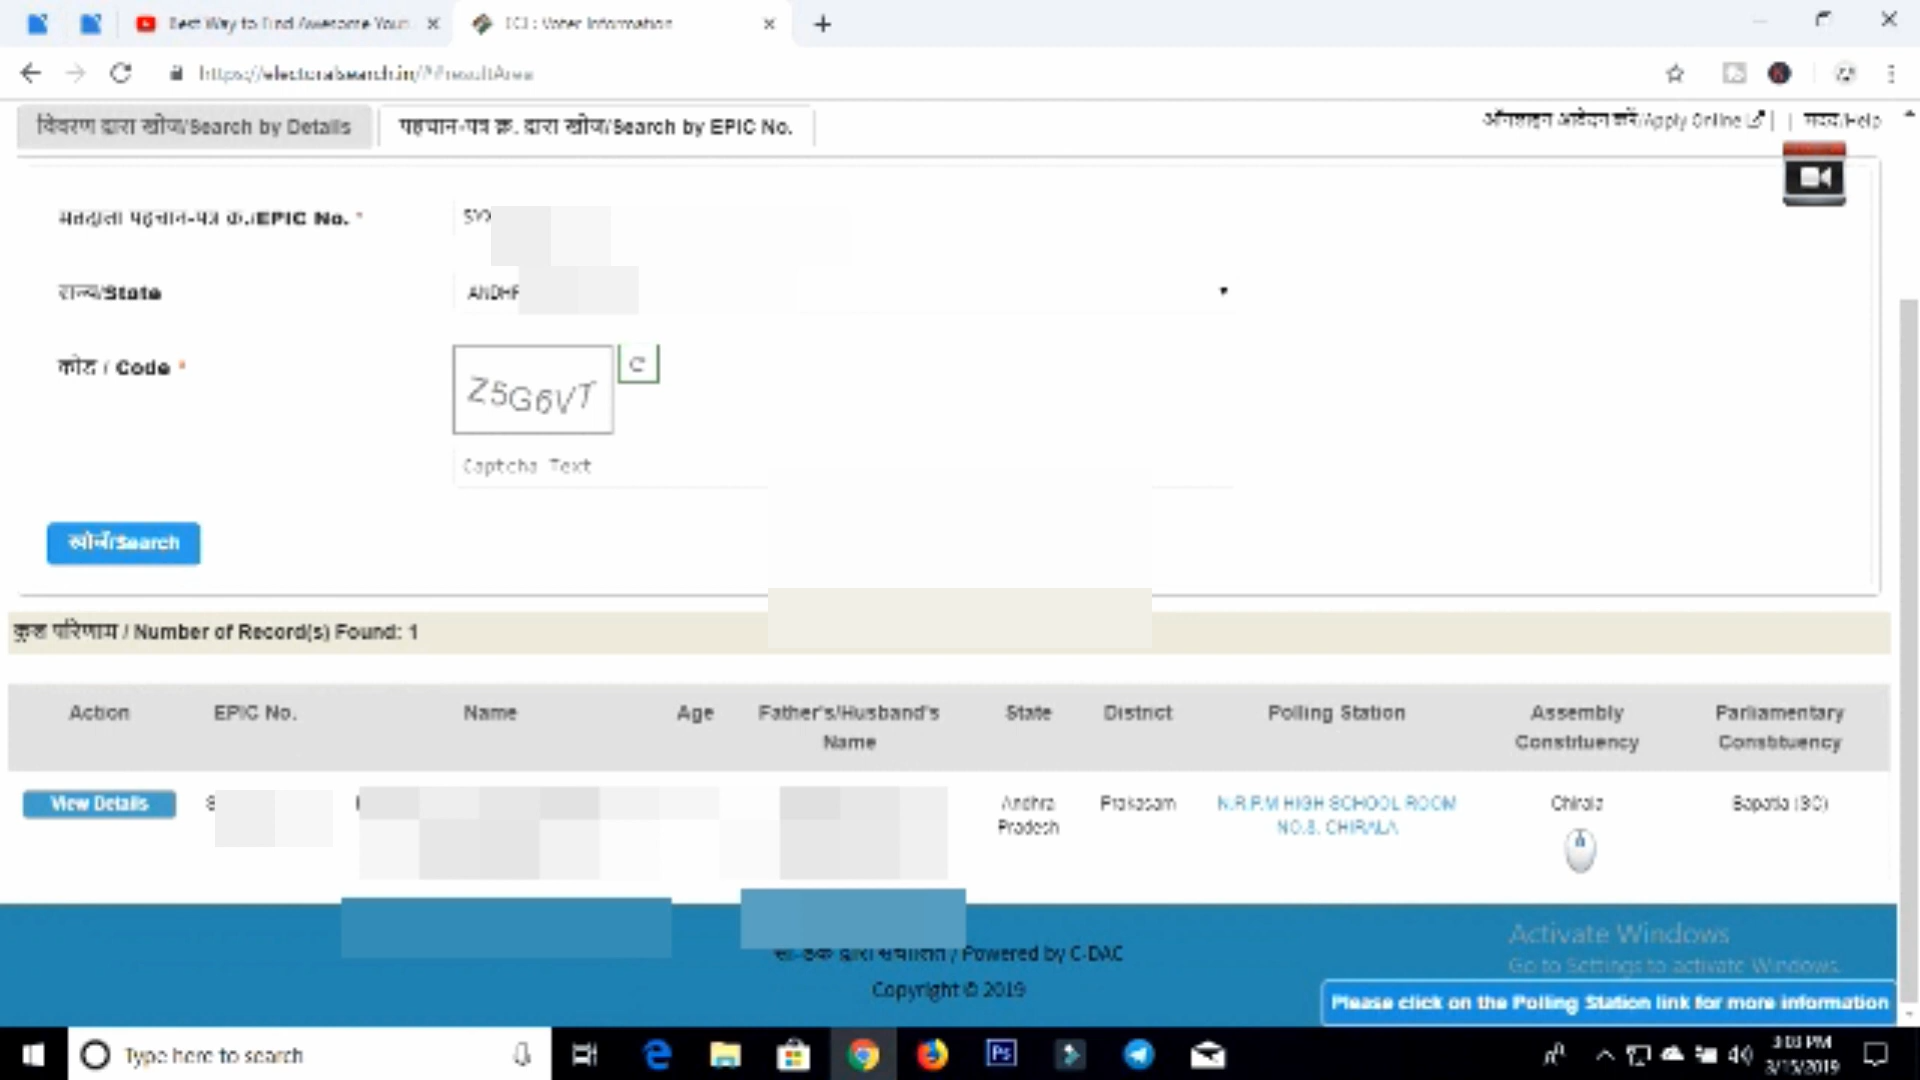 Best Way to Find Awesome Yout
ECI : Voter Information
https://electoralsearch.in/##resultArea
विवरण द्वारा खोज/Search by Details
पहचान-पत्र क्र. द्वारा खोज/Search by EPIC No.
ऑनलाइन आवेदन करें/Apply Online
| मदद/Help
मतदाता पहचान-पत्र क्र./EPIC No. *
राज्य/State
ANDHR
कोड / Code *
Z5G6VT
Captcha Text
खोजें/Search
कुल परिणाम / Number of Record(s) Found: 1
Action EPIC No. Name Age Father's/Husband's Name State District Polling Station Assembly Constituency Parliamentary Constituency
View Details
Andhra Pradesh
Prakasam
N.R.P.M HIGH SCHOOL ROOM NO.8, CHIRALA
Chirala
Bapatla (SC)
सी-डैक द्वारा संचालित / Powered by C-DAC
Copyright © 2019
Activate Windows
Go to Settings to activate Windows.
Please click on the Polling Station link for more information
Type here to search
Ps
3:03 PM
3/15/2019